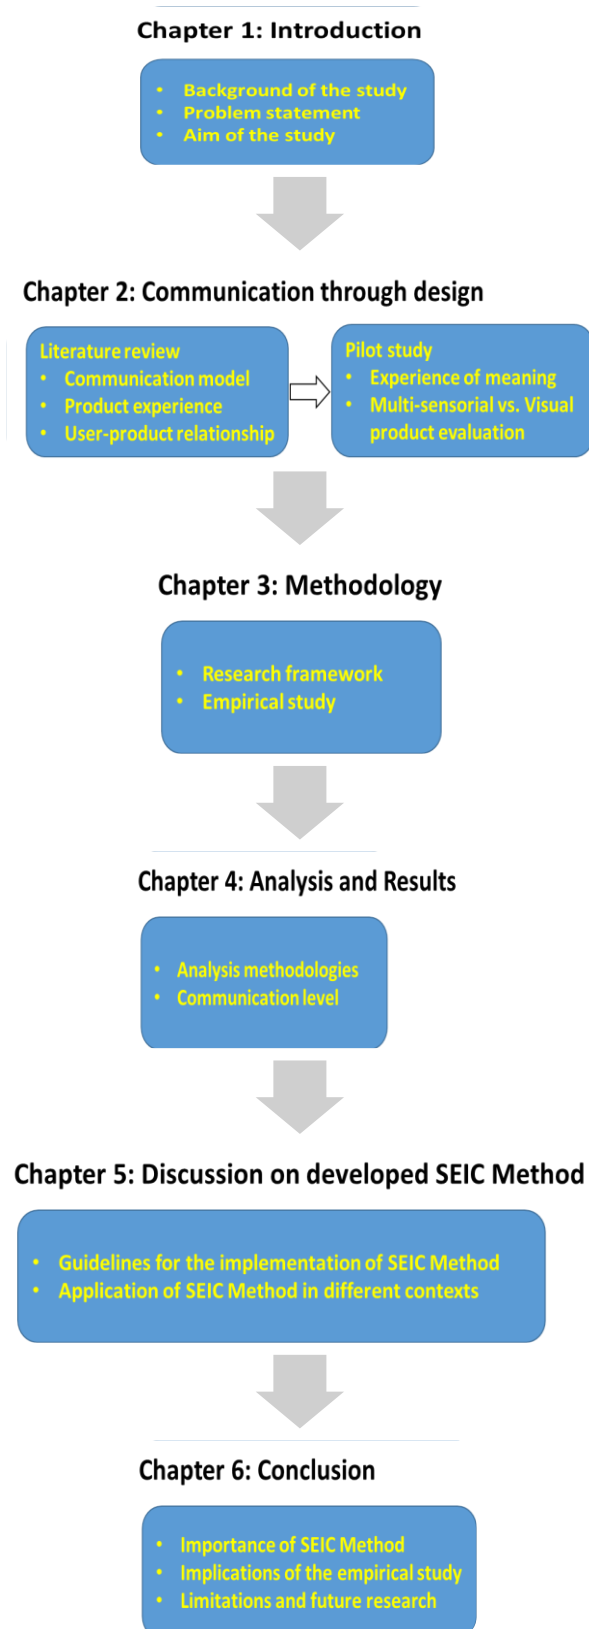 Chapter 1: Introduction
• Background of the study
• Problem statement
• Aim of the study
Chapter 2: Communication through design
Literature review
• Communication model
• Product experience
• User-product relationship
Pilot study
• Experience of meaning
• Multi-sensorial vs. Visual
product evaluation
Chapter 3: Methodology
• Research framework
• Empirical study
Chapter 4: Analysis and Results
• Analysis methodologies
• Communication level
Chapter 5: Discussion on developed SEIC Method
• Guidelines for the implementation of SEIC Method
• Application of SEIC Method in different contexts
Chapter 6: Conclusion
• Importance of SEIC Method
• Implications of the empirical study
• Limitations and future research